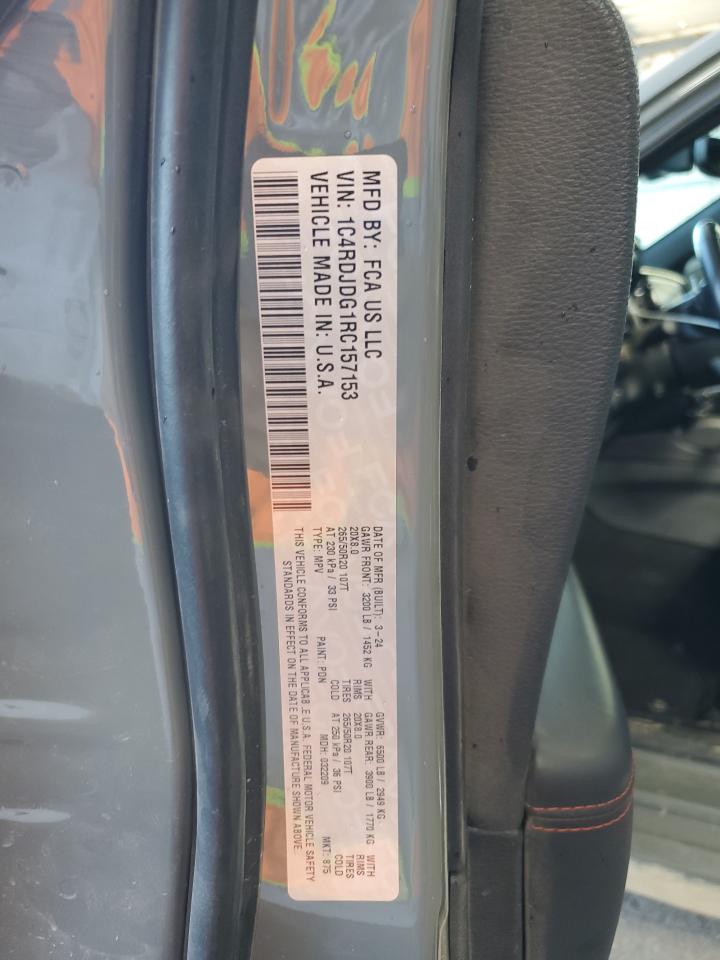 MFD BY: FCA US LLC
VIN: 1C4RDJDG1RC157153
VEHICLE MADE IN: U.S.A.
DATE OF MFR (BUILT): 3-24 GVWR: 6500 LB / 2949 KG
GAWR FRONT: 3200 LB / 1452 KG WITH GAWR REAR: 3900 LB / 1770 KG WITH
20X8.0 RIMS 20X8.0 RIMS
265/50R20 107T TIRES 265/50R20 107T TIRES
AT 230 kPa / 33 PSI COLD AT 250 kPa / 36 PSI COLD
TYPE: MPV PAINT: PDN MDH: 032209 MKT: 875
THIS VEHICLE CONFORMS TO ALL APPLICABLE U.S.A. FEDERAL MOTOR VEHICLE SAFETY
STANDARDS IN EFFECT ON THE DATE OF MANUFACTURE SHOWN ABOVE.